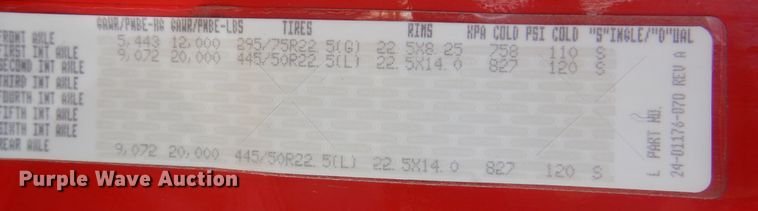 GAWR/PNBE-KG GAWR/PNBE-LBS TIRES RIMS KPA COLD PSI COLD "S"INGLE/"D"UAL
FRONT AXLE 5,443 12,000 295/75R22.5(G) 22.5X8.25 758 110 S
FIRST INT AXLE 9,072 20,000 445/50R22.5(L) 22.5X14.0 827 120 S
SECOND INT AXLE
THIRD INT AXLE
FOURTH INT AXLE
FIFTH INT AXLE
SIXTH INT AXLE
REAR AXLE 9,072 20,000 445/50R22.5(L) 22.5X14.0 827 120 S
L PART NO.
24-01176-070 REV A
Purple Wave Auction